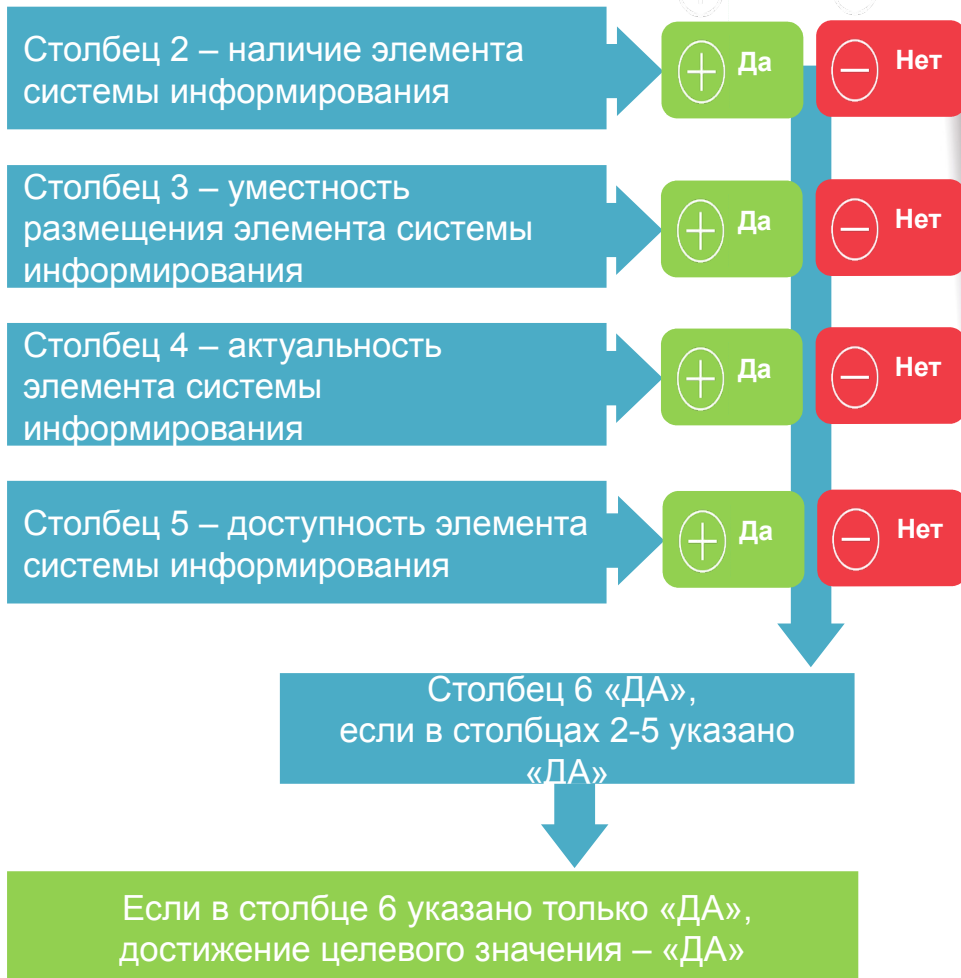 Столбец 2 – наличие элемента
системы информирования
Да
Нет
Столбец 3 – уместность
размещения элемента системы
информирования
Да
Нет
Столбец 4 – актуальность
элемента системы
информирования
Да
Нет
Столбец 5 – доступность элемента
системы информирования
Да
Нет
Столбец 6 «ДА»,
если в столбцах 2-5 указано
«ДА»
Если в столбце 6 указано только «ДА»,
достижение целевого значения – «ДА»